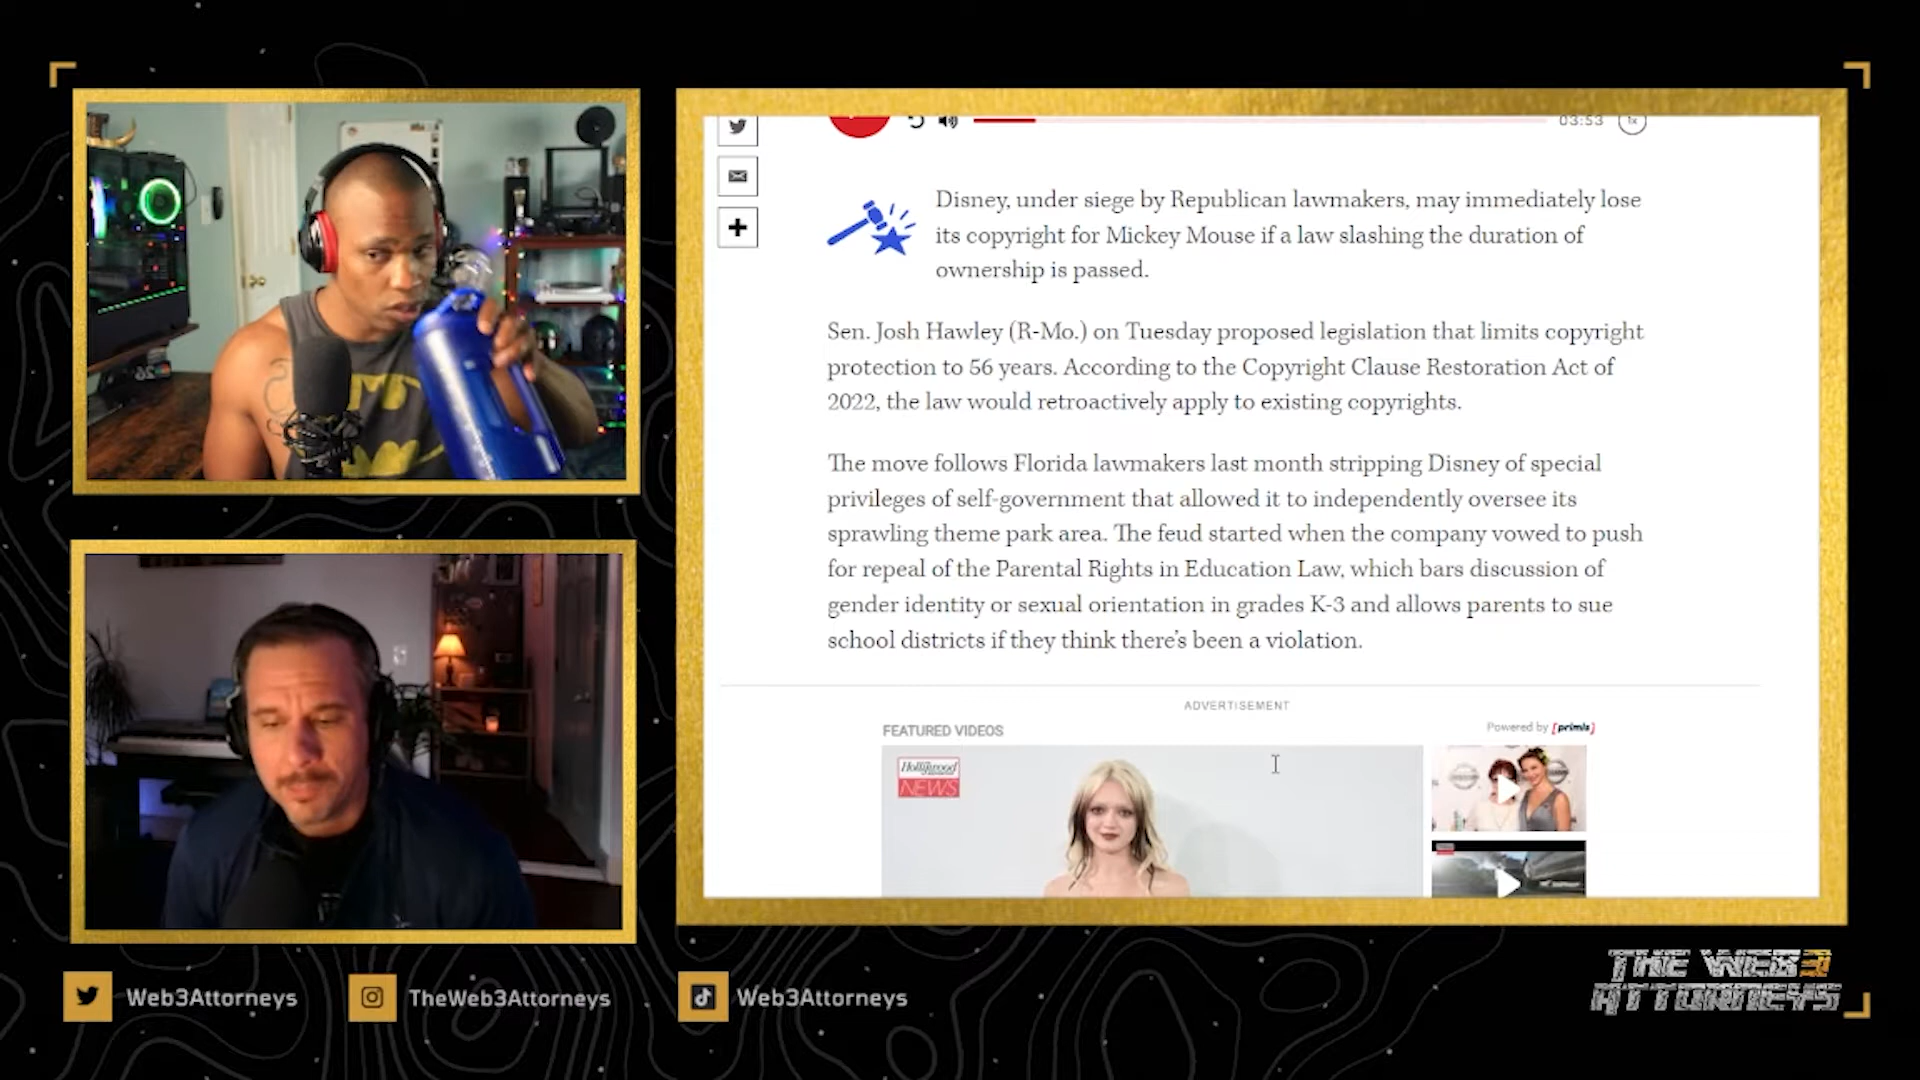 03:53
1x
Disney, under siege by Republican lawmakers, may immediately lose
its copyright for Mickey Mouse if a law slashing the duration of
ownership is passed.
Sen. Josh Hawley (R-Mo.) on Tuesday proposed legislation that limits copyright
protection to 56 years. According to the Copyright Clause Restoration Act of
2022, the law would retroactively apply to existing copyrights.
The move follows Florida lawmakers last month stripping Disney of special
privileges of self-government that allowed it to independently oversee its
sprawling theme park area. The feud started when the company vowed to push
for repeal of the Parental Rights in Education Law, which bars discussion of
gender identity or sexual orientation in grades K-3 and allows parents to sue
school districts if they think there's been a violation.
ADVERTISEMENT
FEATURED VIDEOS
Powered by [primis]
Hollywood
NEWS
Web3Attorneys
TheWeb3Attorneys
Web3Attorneys
THE WEB3
ATTORNEYS